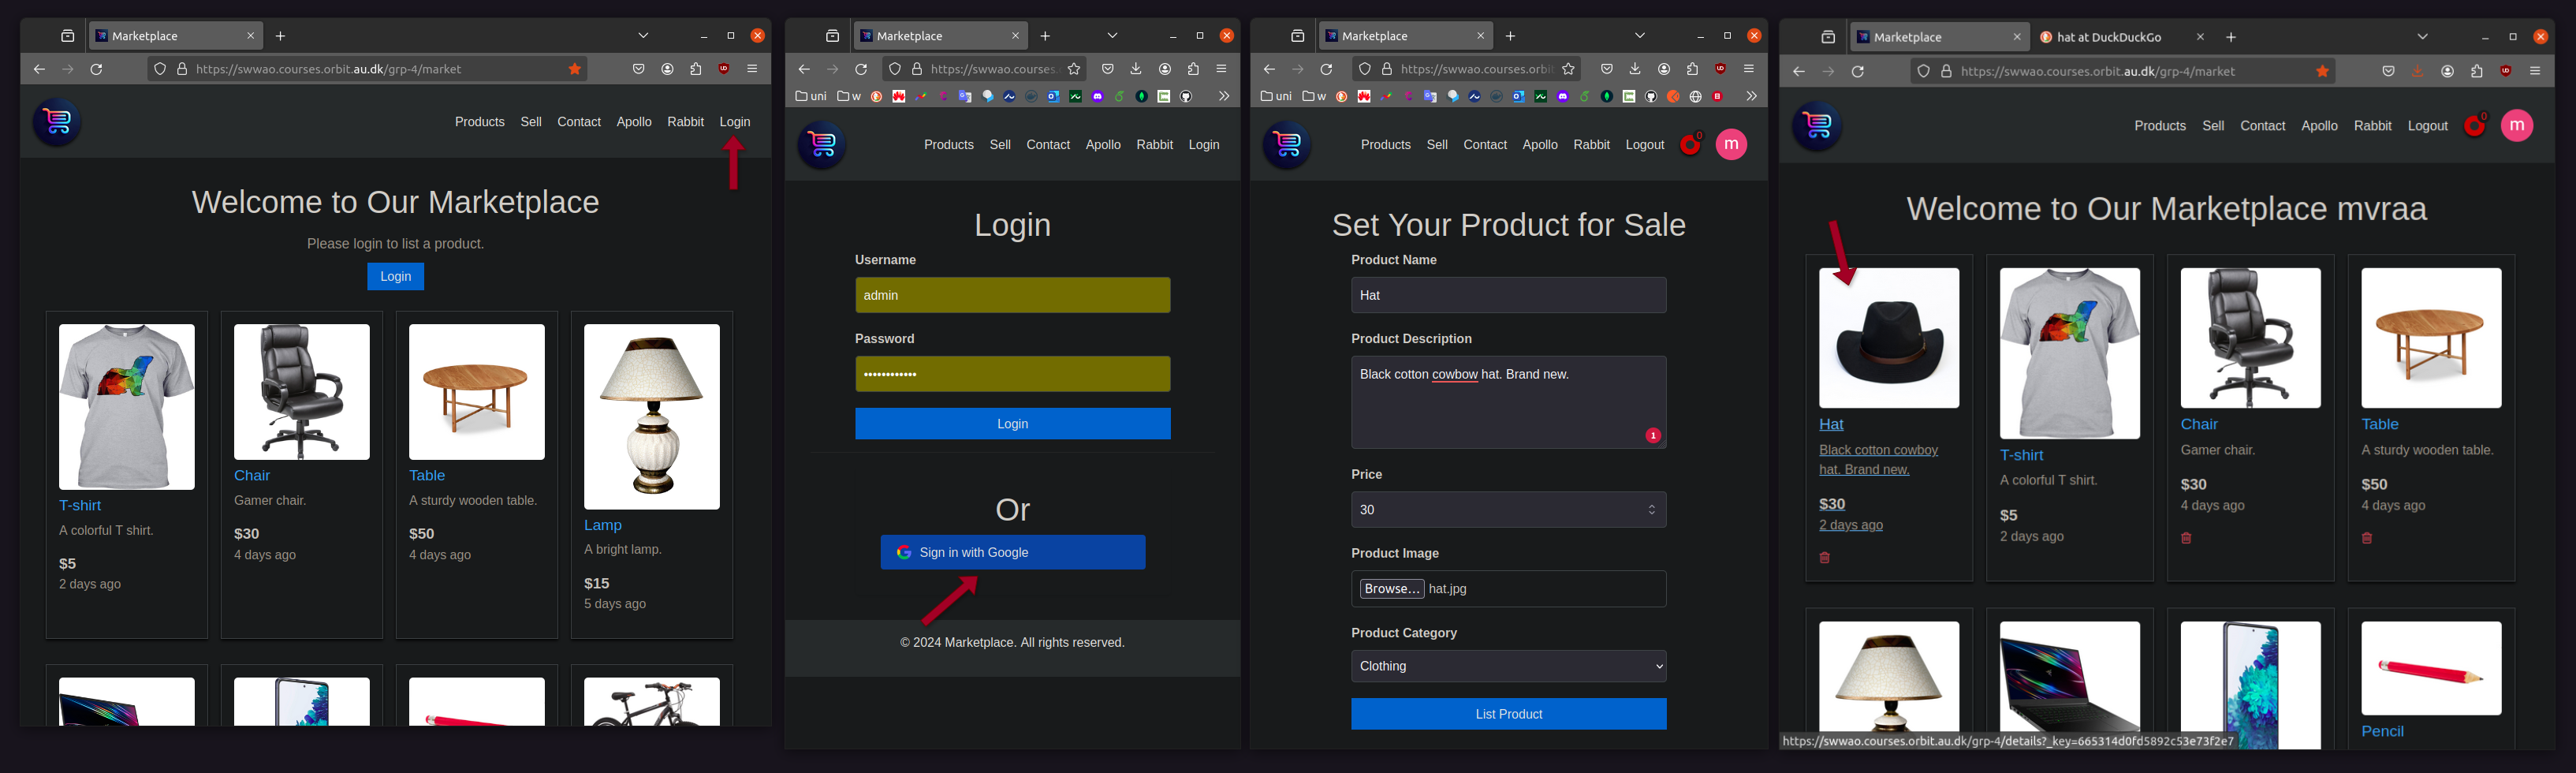 Marketplace
https://swwao.courses.orbit.au.dk/grp-4/market
Products Sell Contact Apollo Rabbit Login
Welcome to Our Marketplace
Please login to list a product.
Login
T-shirt
A colorful T shirt.
$5
2 days ago
Chair
Gamer chair.
$30
4 days ago
Table
A sturdy wooden table.
$50
4 days ago
Lamp
A bright lamp.
$15
5 days ago
Marketplace
https://swwao.courses.
uni w
Products Sell Contact Apollo Rabbit Login
Login
Username
admin
Password
Login
Or
Sign in with Google
© 2024 Marketplace. All rights reserved.
Marketplace
https://swwao.courses.orbit
uni w
Products Sell Contact Apollo Rabbit Logout 0 m
Set Your Product for Sale
Product Name
Hat
Product Description
Black cotton cowbow hat. Brand new.
1
Price
30
Product Image
Browse... hat.jpg
Product Category
Clothing
List Product
Marketplace hat at DuckDuckGo
https://swwao.courses.orbit.au.dk/grp-4/market
Products Sell Contact Apollo Rabbit Logout 0 m
Welcome to Our Marketplace mvraa
Hat
Black cotton cowboy
hat. Brand new.
$30
2 days ago
T-shirt
A colorful T shirt.
$5
2 days ago
Chair
Gamer chair.
$30
4 days ago
Table
A sturdy wooden table.
$50
4 days ago
Pencil
https://swwao.courses.orbit.au.dk/grp-4/details?_key=665314d0fd5892c53e73f2e7